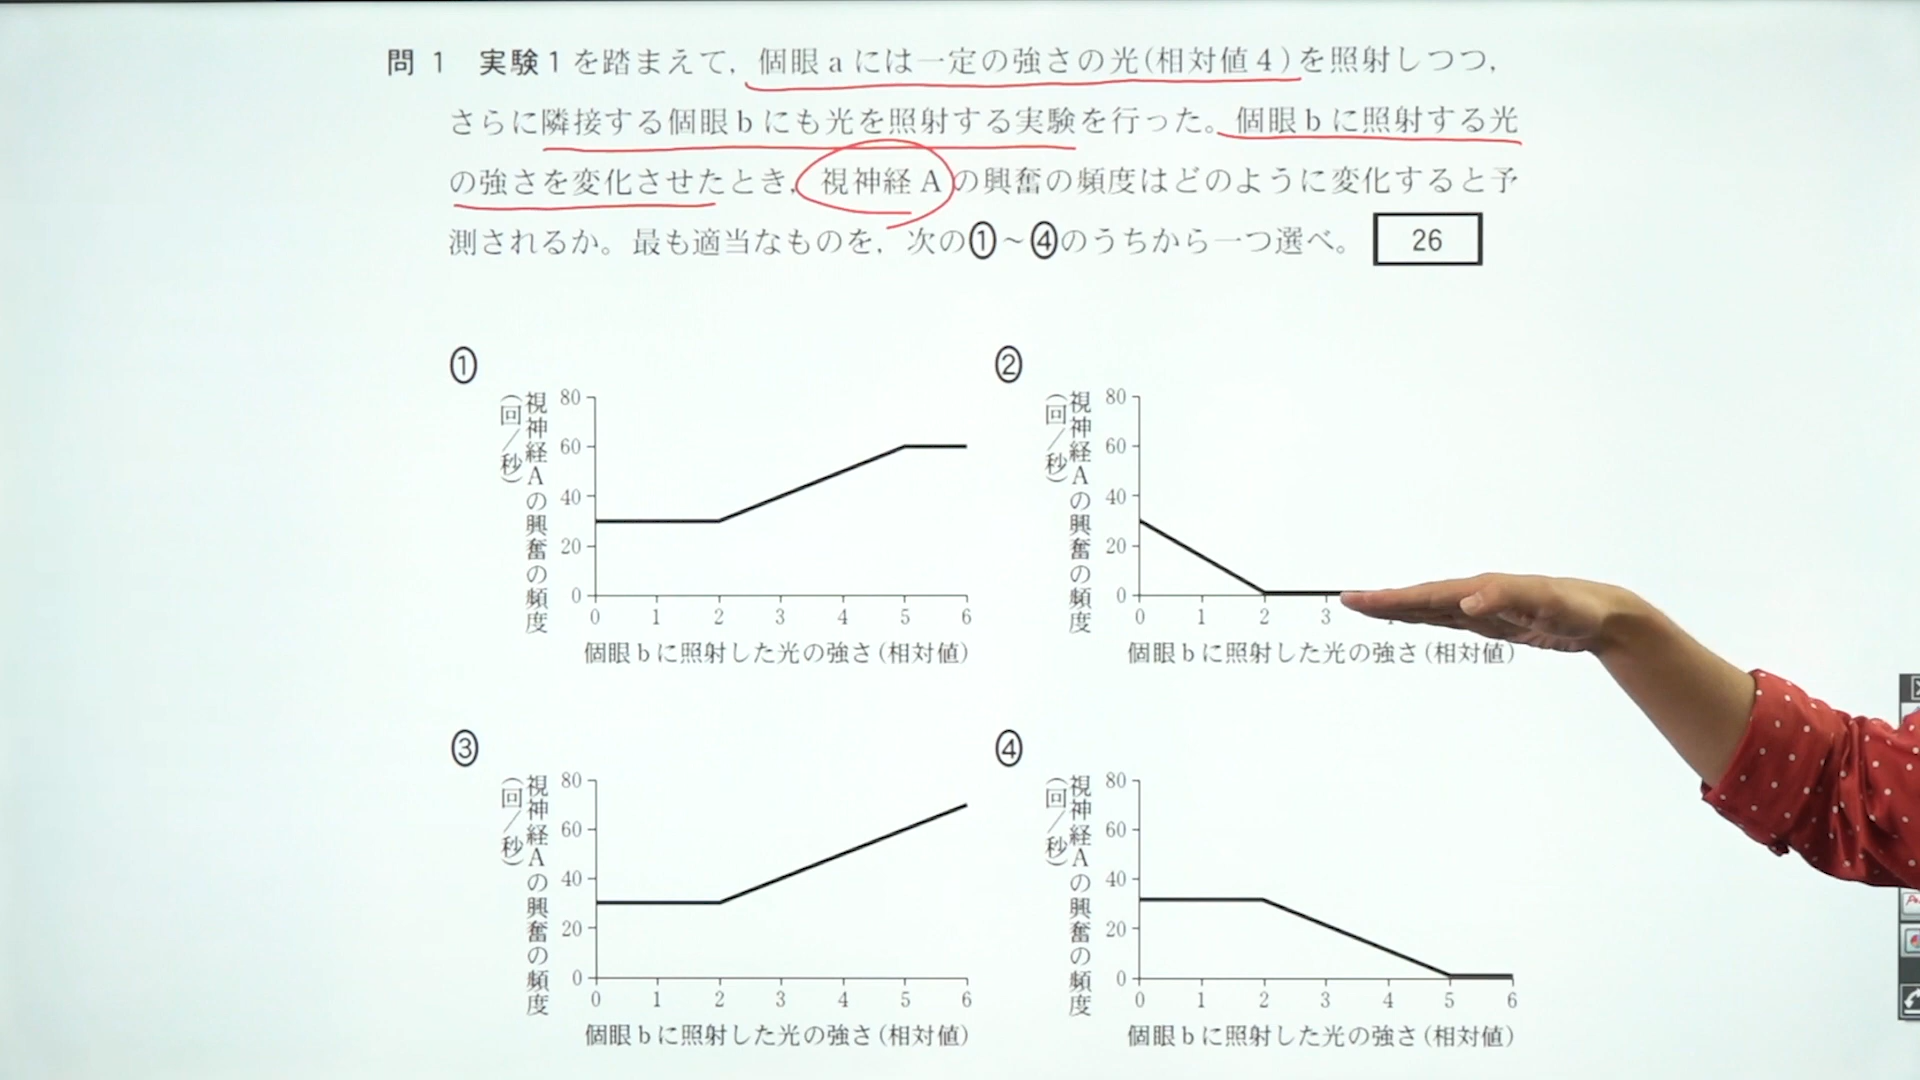 問 1 実験1を踏まえて，個眼aには一定の強さの光(相対値4)を照射しつつ，
さらに隣接する個眼bにも光を照射する実験を行った。個眼bに照射する光
の強さを変化させたとき，視神経Aの興奮の頻度はどのように変化すると予
測されるか。最も適当なものを，次の①～④のうちから一つ選べ。 26
①
視神経Aの興奮の頻度
(回/秒)
80
60
40
20
0
0 1 2 3 4 5 6
個眼bに照射した光の強さ(相対値)
②
視神経Aの興奮の頻度
(回/秒)
80
60
40
20
0
0 1 2 3
個眼bに照射した光の強さ(相対値)
③
視神経Aの興奮の頻度
(回/秒)
80
60
40
20
0
0 1 2 3 4 5 6
個眼bに照射した光の強さ(相対値)
④
視神経Aの興奮の頻度
(回/秒)
80
60
40
20
0
0 1 2 3 4 5 6
個眼bに照射した光の強さ(相対値)